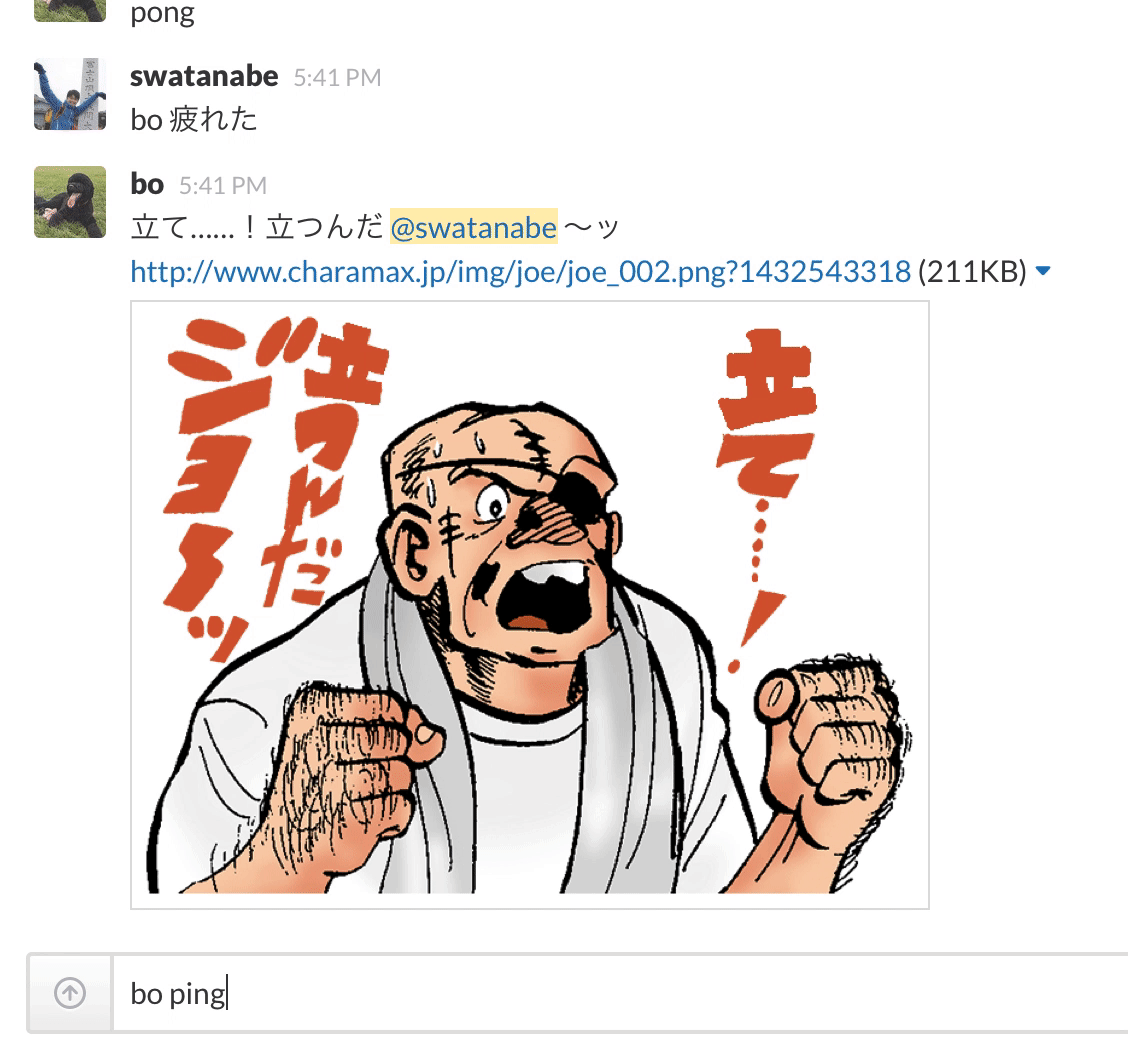 pong
swatanabe 5:41 PM
bo 疲れた
bo 5:41 PM
立て……！立つんだ @swatanabe 〜ッ
http://www.charamax.jp/img/joe/joe_002.png?1432543318 (211KB)
立て……！
立つんだ
ジョ〜ッ
bo ping